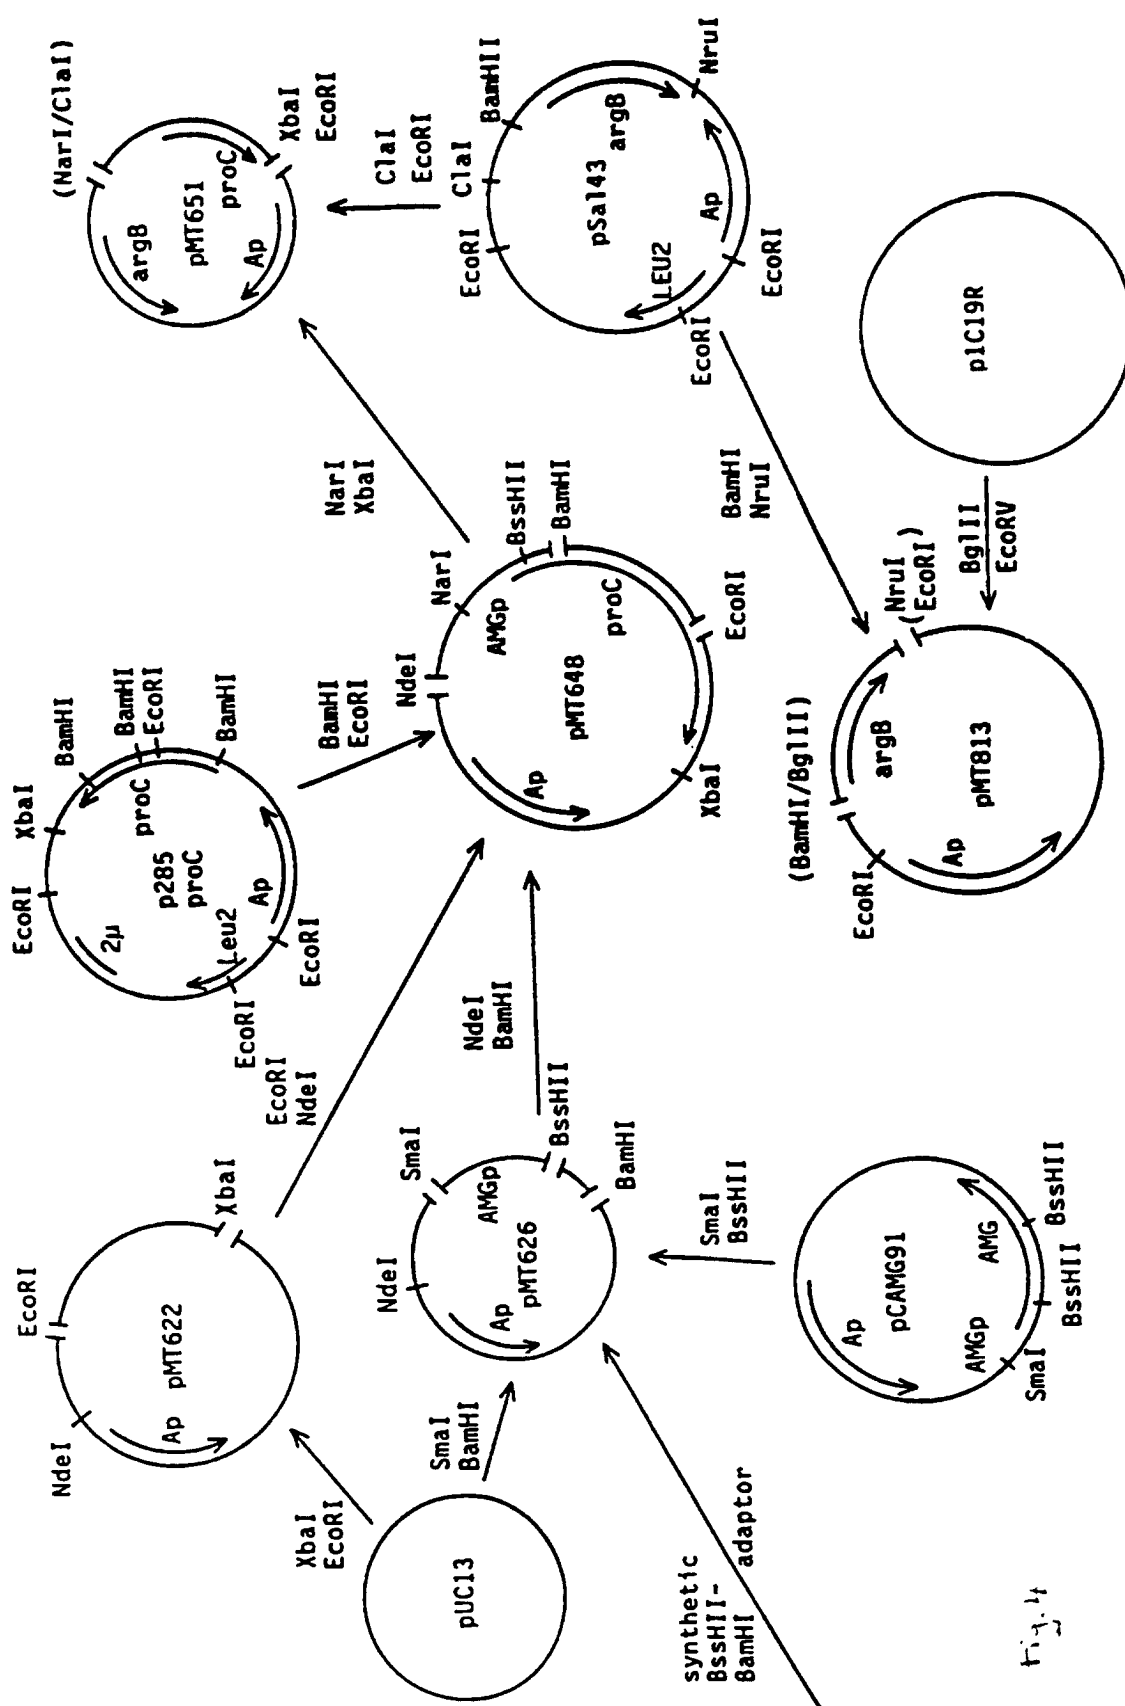 EcoRI
NdeI
Ap
pMT622
XbaI
XbaI
EcoRI
pUC13
SmaI
BamHI
synthetic
BssHII-
BamHI
adaptor
EcoRI
XbaI
BamHI
BamHI
EcoRI
BamHI
proC
p285
proC
2μ
Leu2
Ap
EcoRI
EcoRI
EcoRI
NdeI
BamHI
EcoRI
NdeI
SmaI
AMGp
BssHII
BamHI
Ap
pMT626
NdeI
BamHI
SmaI
BssHII
Ap
pCAMG91
AMGp
AMG
SmaI
BssHII
BssHII
NdeI
NarI
AMGp
BssHII
BamHI
proC
pMT648
EcoRI
Ap
XbaI
NarI
XbaI
(NarI/ClaI)
argB
pMT651
proC
Ap
XbaI
EcoRI
ClaI
EcoRI
EcoRI
ClaI
BamHII
pSal43
argB
NruI
LEU2
Ap
EcoRI
EcoRI
BamHI
NruI
(BamHI/BglII)
EcoRI
argB
NruI
(EcoRI)
Ap
pMT813
BglII
EcoRV
pIC19R
Fig. 4